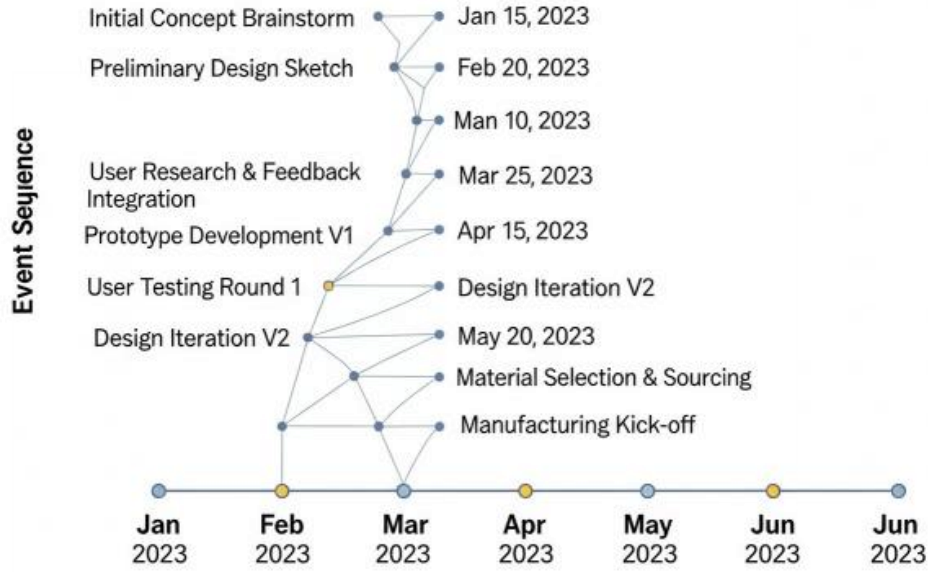 Initial Concept Brainstorm
Jan 15, 2023
Preliminary Design Sketch
Feb 20, 2023
Man 10, 2023
User Research & Feedback
Integration
Mar 25, 2023
Prototype Development V1
Apr 15, 2023
User Testing Round 1
Design Iteration V2
Design Iteration V2
May 20, 2023
Material Selection & Sourcing
Manufacturing Kick-off
Event Seyıence
Jan
2023
Feb
2023
Mar
2023
Apr
2023
May
2023
Jun
2023
Jun
2023